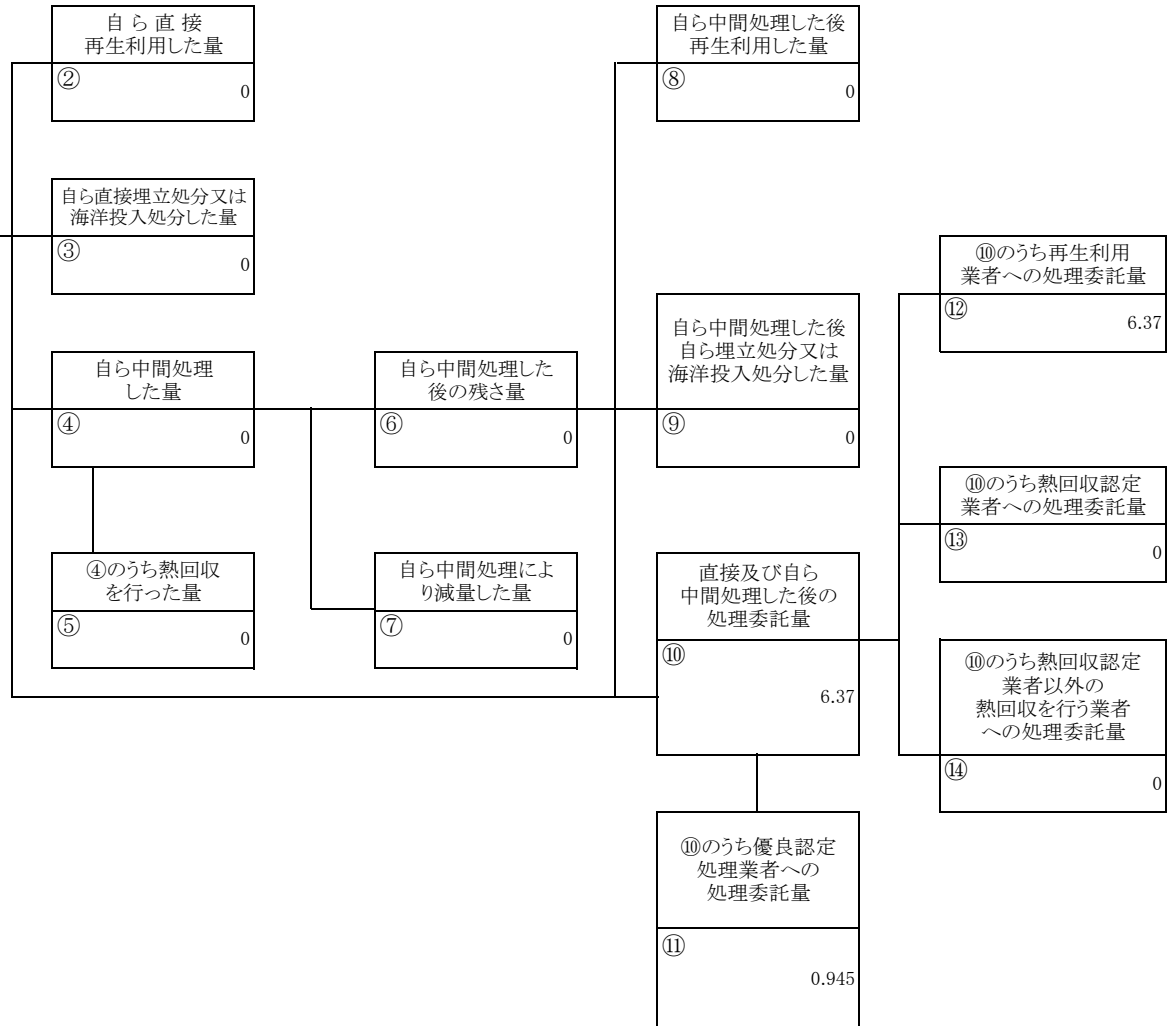 自 ら 直 接
再生利用した量
②
0
自ら直接埋立処分又は
海洋投入処分した量
③
0
自ら中間処理
した量
④
0
④のうち熱回収
を行った量
⑤
0
自ら中間処理した
後の残さ量
⑥
0
自ら中間処理によ
り減量した量
⑦
0
自ら中間処理した後
再生利用した量
⑧
0
自ら中間処理した後
自ら埋立処分又は
海洋投入処分した量
⑨
0
直接及び自ら
中間処理した後の
処理委託量
⑩
6.37
⑩のうち優良認定
処理業者への
処理委託量
⑪
0.945
⑩のうち再生利用
業者への処理委託量
⑫
6.37
⑩のうち熱回収認定
業者への処理委託量
⑬
0
⑩のうち熱回収認定
業者以外の
熱回収を行う業者
への処理委託量
⑭
0